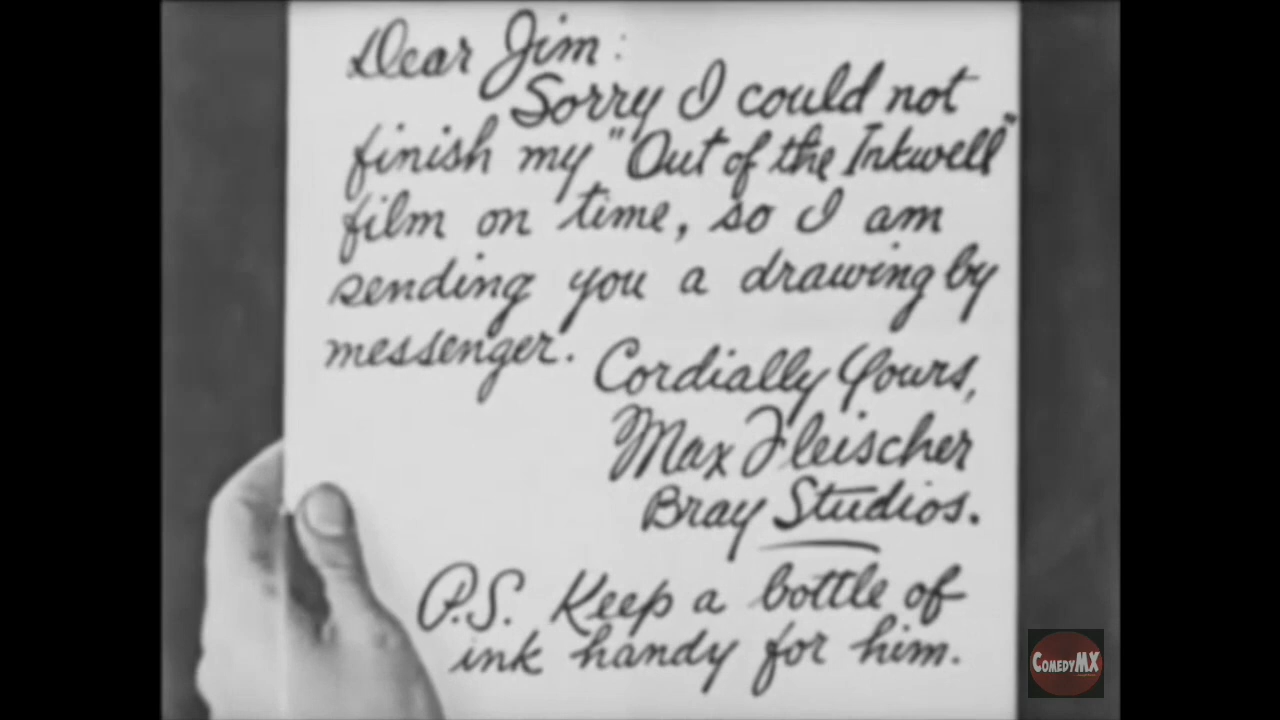 Dear Jim:
Sorry I could not
finish my "Out of the Inkwell"
film on time, so I am
sending you a drawing by
messenger.
Cordially Yours,
Max Fleischer
Bray Studios.
P.S. Keep a bottle of
ink handy for him.
COMEDYMX